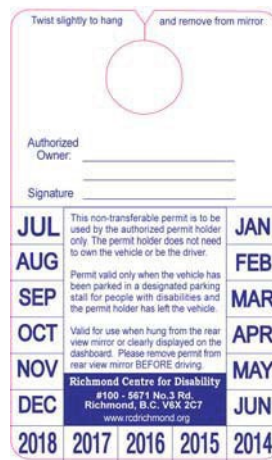 Twist slightly to hang and remove from mirror
Authorized
Owner:
Signature
JUL
AUG
SEP
OCT
NOV
DEC
This non-transferable permit is to be
used by the authorized permit holder
only. The permit holder does not need
to own the vehicle or be the driver.
Permit valid only when the vehicle has
been parked in a designated parking
stall for people with disabilities and
the permit holder has left the vehicle.
Valid for use when hung from the rear
view mirror or clearly displayed on the
dashboard. Please remove permit from
rear view mirror BEFORE driving.
Richmond Centre for Disability
#100 - 5671 No.3 Rd.
Richmond, B.C. V6X 2C7
www.rcdrichmond.org
JAN
FEB
MAR
APR
MAY
JUN
2018 2017 2016 2015 2014